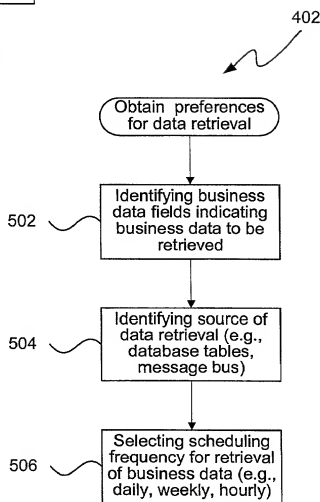 402
Obtain preferences
for data retrieval
502
Identifying business
data fields indicating
business data to be
retrieved
504
Identifying source of
data retrieval (e.g.,
database tables,
message bus)
506
Selecting scheduling
frequency for retrieval
of business data (e.g.,
daily, weekly, hourly)